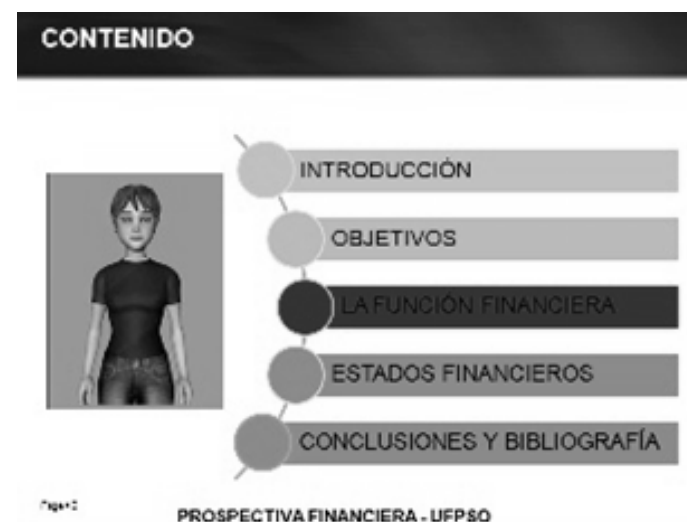 CONTENIDO
INTRODUCCIÓN
OBJETIVOS
LA FUNCIÓN FINANCIERA
ESTADOS FINANCIEROS
CONCLUSIONES Y BIBLIOGRAFÍA
PROSPECTIVA FINANCIERA - UFPSO